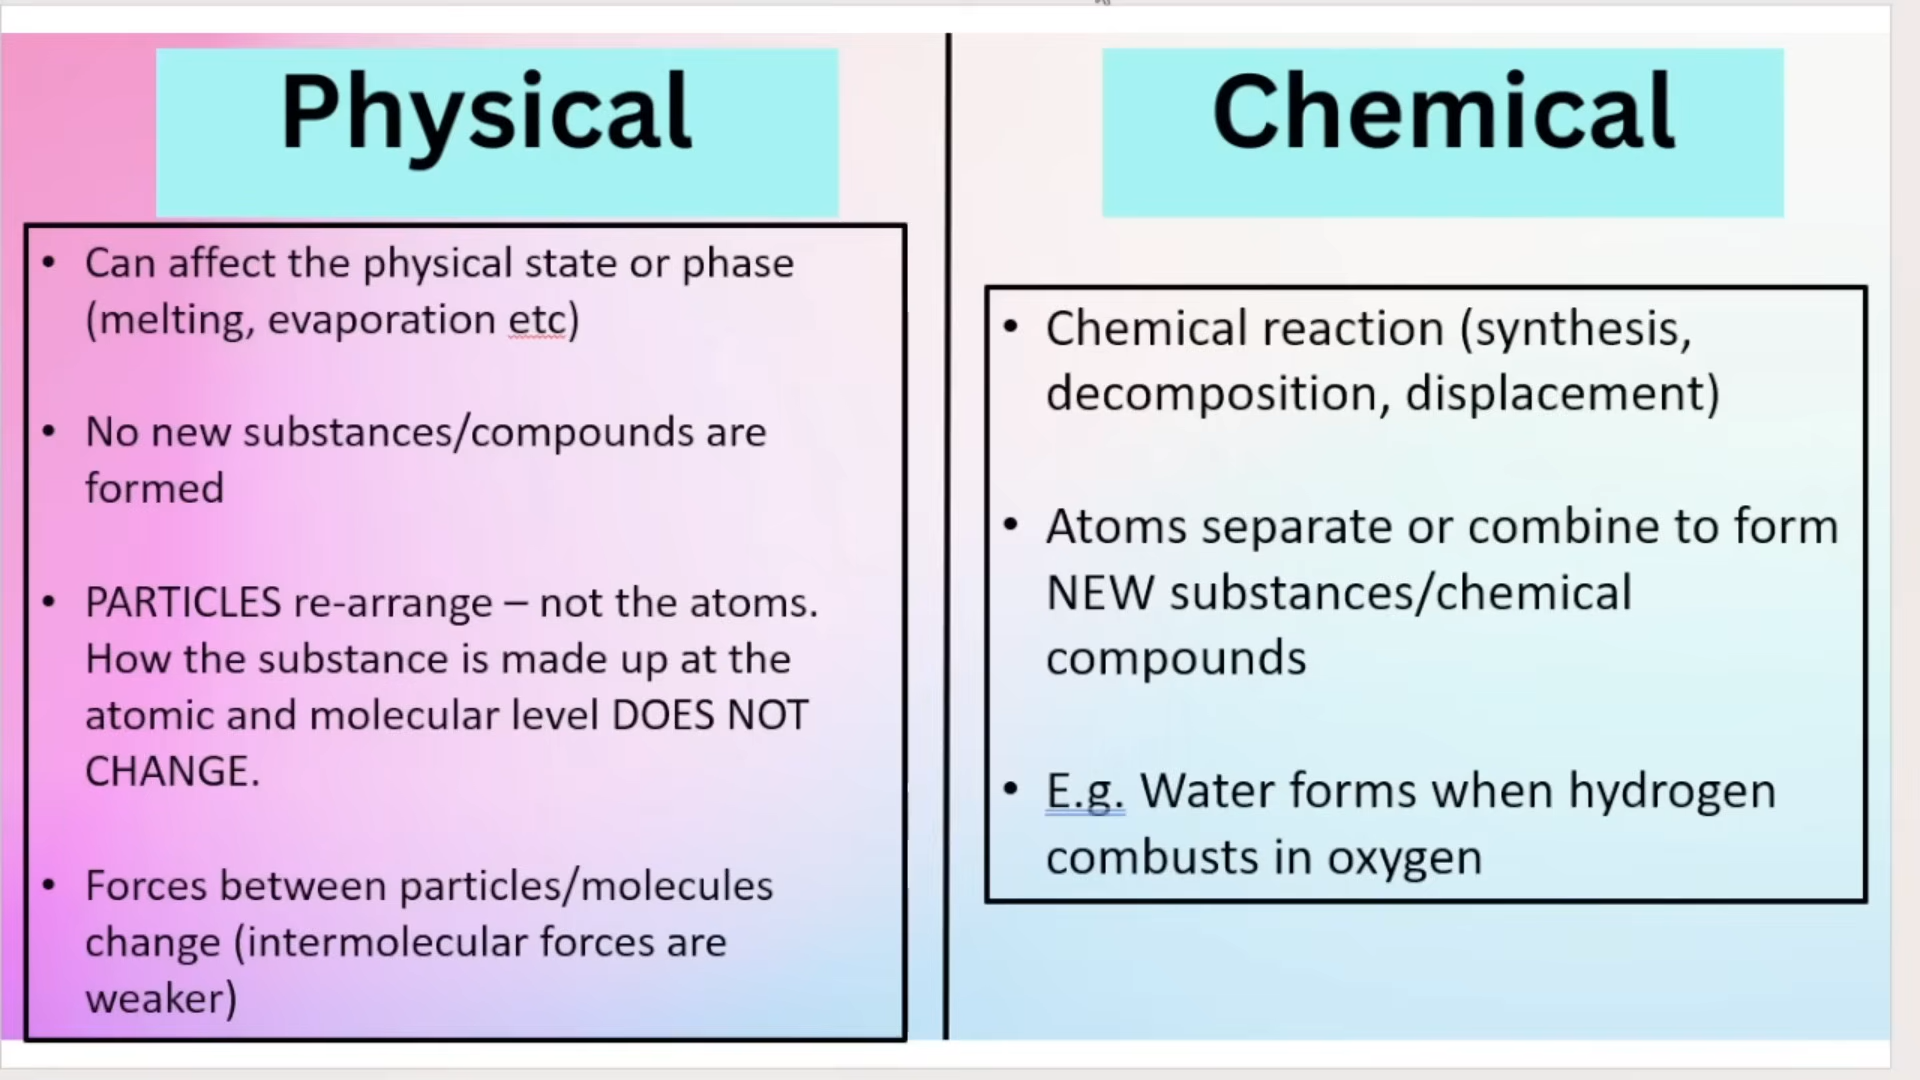 Physical
• Can affect the physical state or phase
(melting, evaporation etc)
• No new substances/compounds are
formed
• PARTICLES re-arrange – not the atoms.
How the substance is made up at the
atomic and molecular level DOES NOT
CHANGE.
• Forces between particles/molecules
change (intermolecular forces are
weaker)
Chemical
• Chemical reaction (synthesis,
decomposition, displacement)
• Atoms separate or combine to form
NEW substances/chemical
compounds
• E.g. Water forms when hydrogen
combusts in oxygen